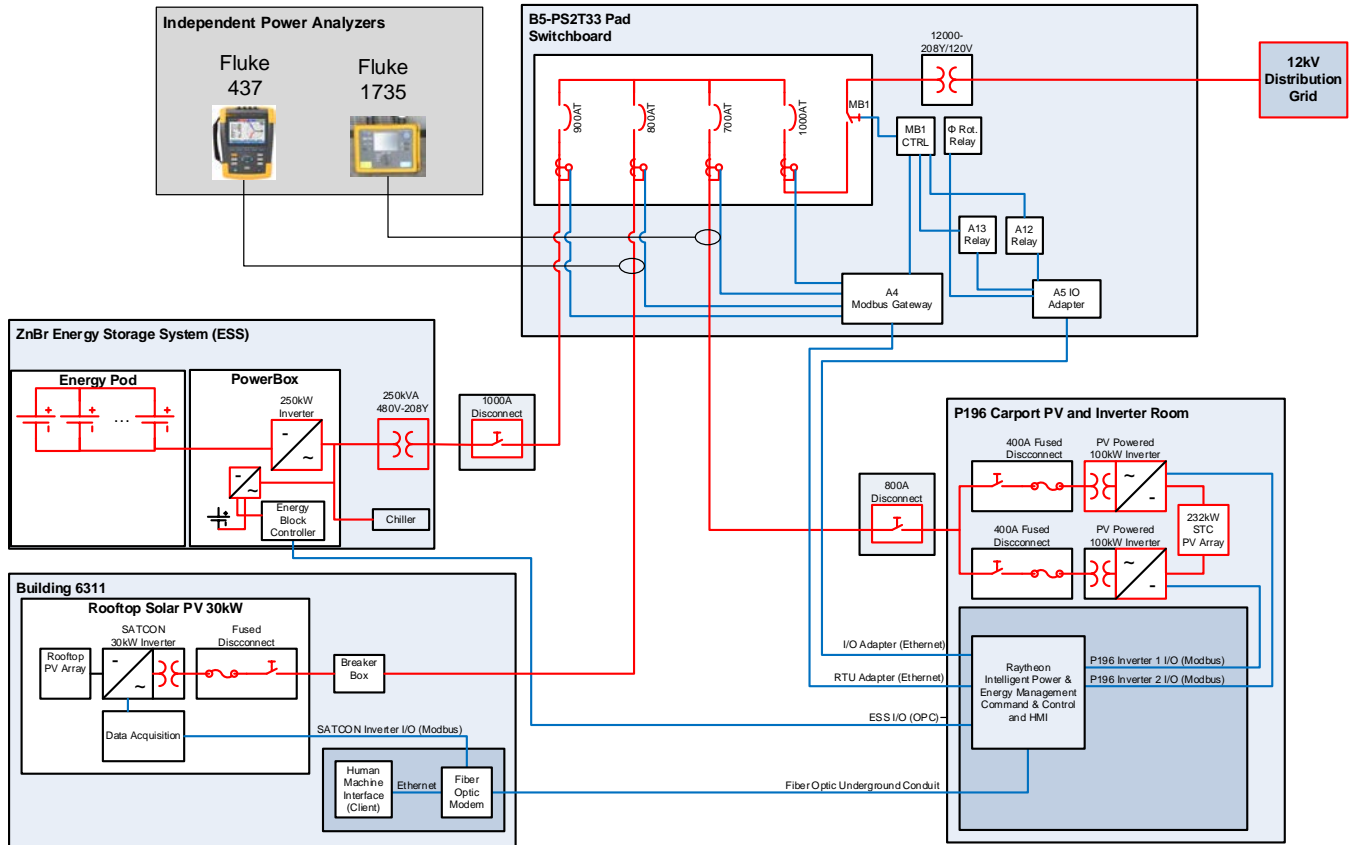 Independent Power Analyzers
Fluke
437
Fluke
1735
B5-PS2T33 Pad
Switchboard
12000-
208Y/120V
12kV
Distribution
Grid
900AT
800AT
700AT
1000AT
MB1
MB1
CTRL
Φ Rot.
Relay
A13
Relay
A12
Relay
A4
Modbus Gateway
A5 IO
Adapter
ZnBr Energy Storage System (ESS)
Energy Pod
...
PowerBox
250kW
Inverter
Energy
Block
Controller
Chiller
250kVA
480V-208Y
1000A
Disconnect
800A
Disconnect
P196 Carport PV and Inverter Room
400A Fused
Discconnect
PV Powered
100kW Inverter
400A Fused
Discconnect
PV Powered
100kW Inverter
232kW
STC
PV Array
I/O Adapter (Ethernet)
RTU Adapter (Ethernet)
ESS I/O (OPC)
Raytheon
Intelligent Power &
Energy Management
Command & Control
and HMI
P196 Inverter 1 I/O (Modbus)
P196 Inverter 2 I/O (Modbus)
Building 6311
Rooftop Solar PV 30kW
SATCON
30kW Inverter
Fused
Discconnect
Rooftop
PV Array
Breaker
Box
Data Acquisition
SATCON Inverter I/O (Modbus)
Human
Machine
Interface
(Client)
Ethernet
Fiber
Optic
Modem
Fiber Optic Underground Conduit